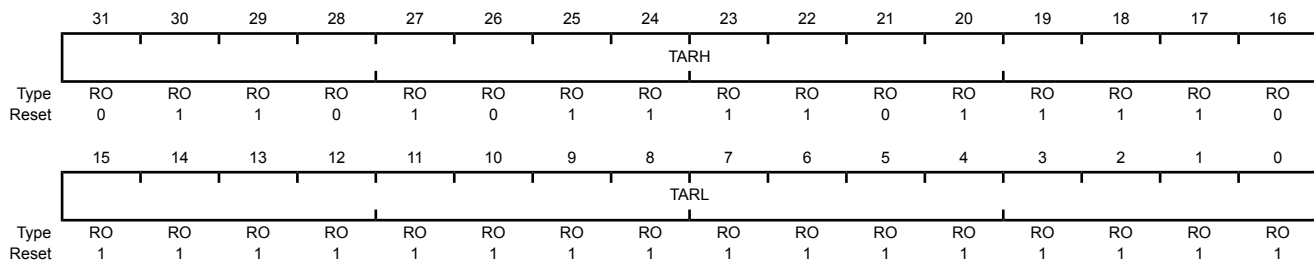 31 30 29 28 27 26 25 24 23 22 21 20 19 18 17 16
TARH
Type RO RO RO RO RO RO RO RO RO RO RO RO RO RO RO RO
Reset 0 1 1 0 1 0 1 1 1 1 0 1 1 1 1 0
15 14 13 12 11 10 9 8 7 6 5 4 3 2 1 0
TARL
Type RO RO RO RO RO RO RO RO RO RO RO RO RO RO RO RO
Reset 1 1 1 1 1 1 1 1 1 1 1 1 1 1 1 1